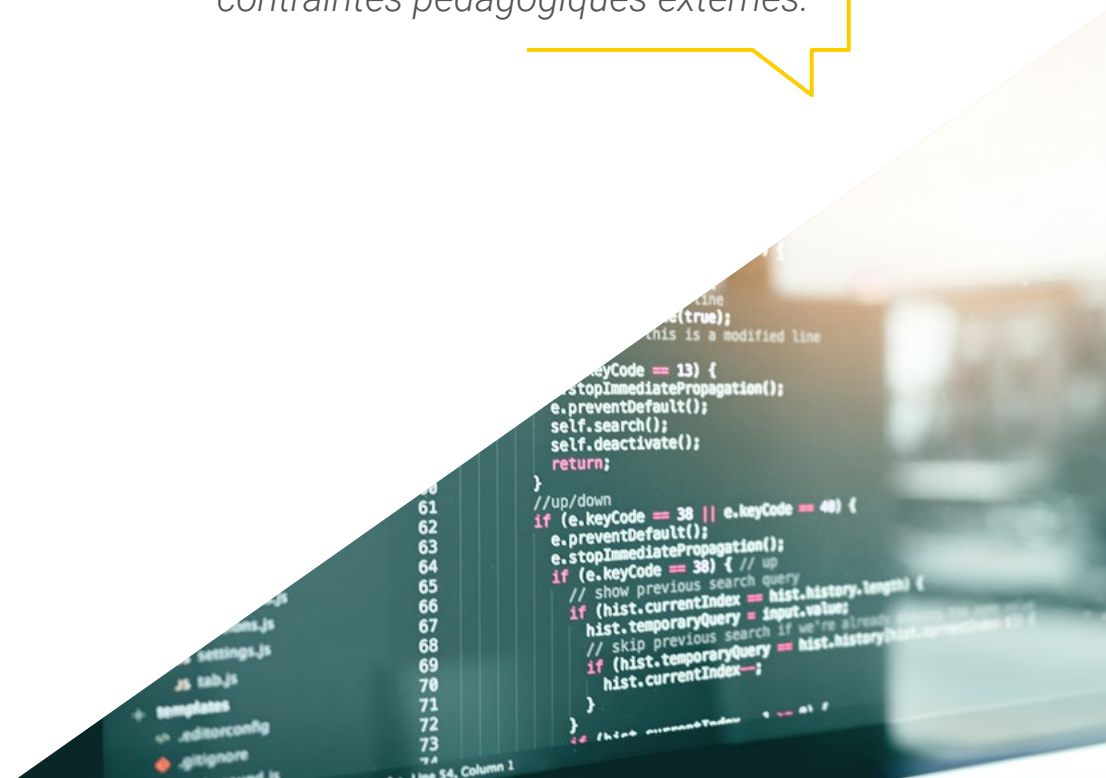 contraintes pédagogiques externes.
line
(true);
this is a modified line
eyCode == 13) {
stopImmediatePropagation();
e.preventDefault();
self.search();
self.deactivate();
return;
}
61 //up/down
62 if (e.keyCode == 38 || e.keyCode == 40) {
63 e.preventDefault();
64 e.stopImmediatePropagation();
65 if (e.keyCode == 38) { // up
66 // show previous search query
67 if (hist.currentIndex == hist.history.length) {
68 hist.temporaryQuery = input.value;
69 // skip previous search if we're already
70 if (hist.temporaryQuery == hist.history
71 hist.currentIndex--;
72 }
73 }
settings.js
JS tab.js
+ templates
.editorconfig
.gitignore
Line 54, Column 1